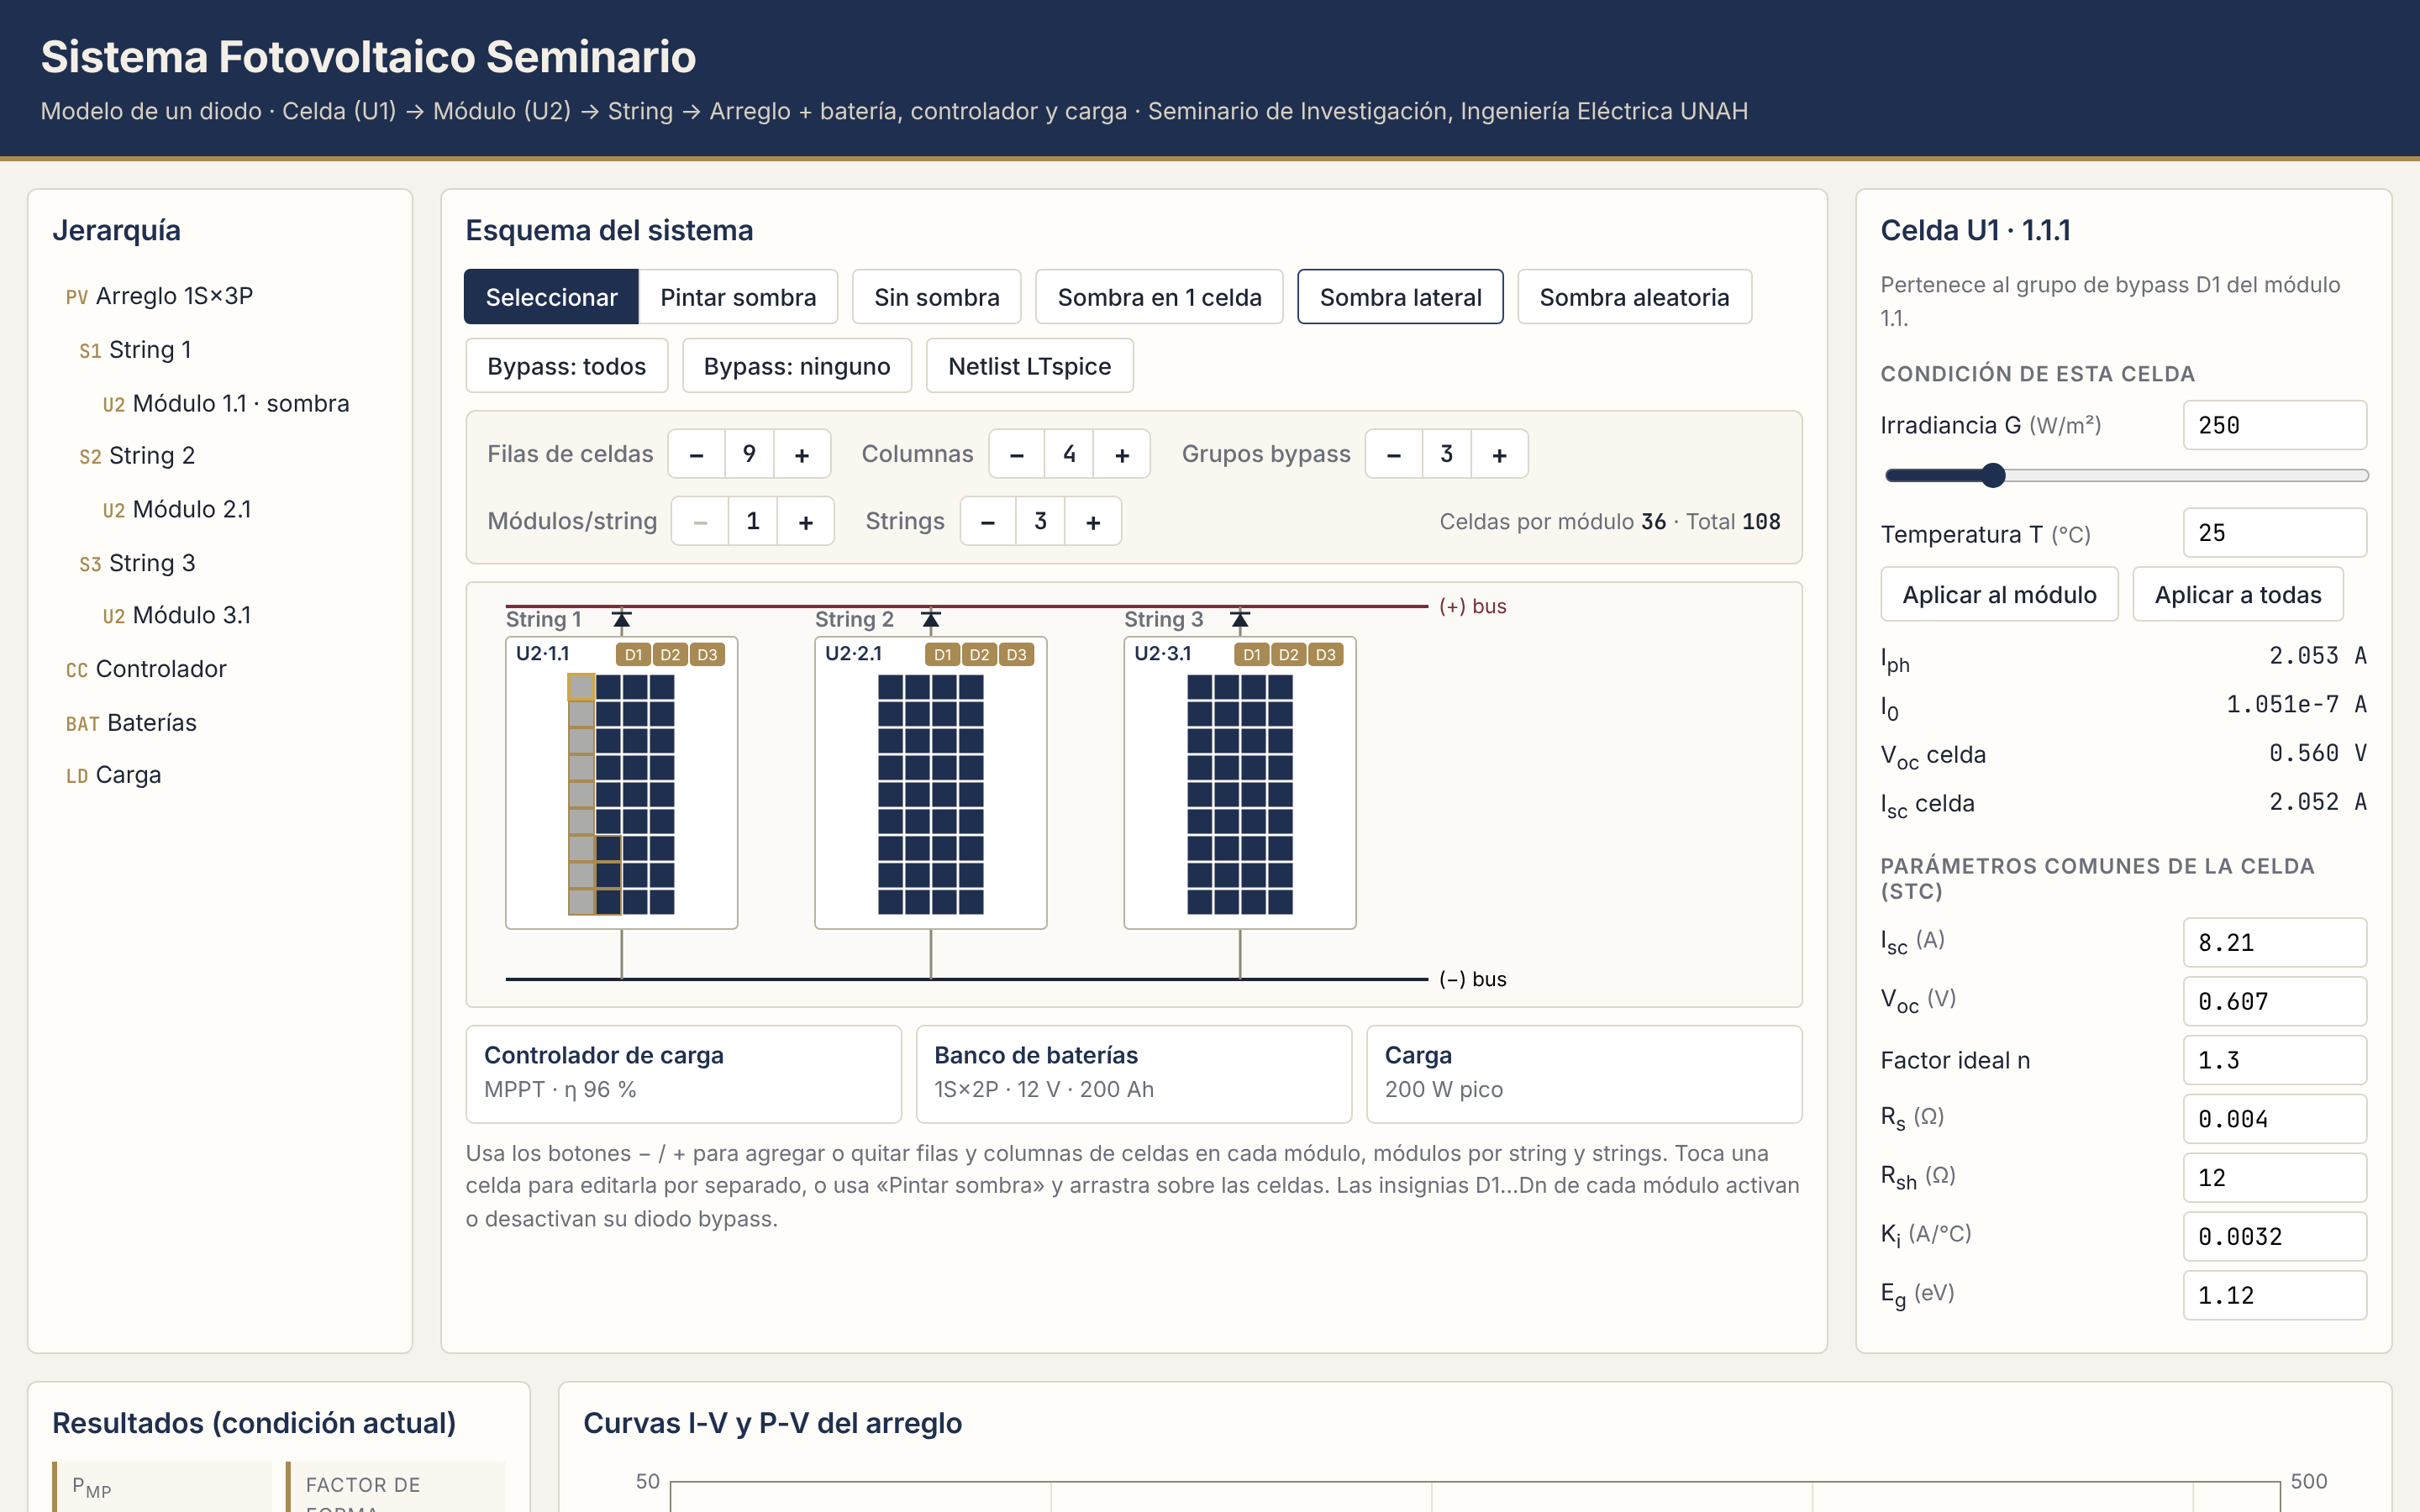 Sistema Fotovoltaico Seminario
Modelo de un diodo · Celda (U1) → Módulo (U2) → String → Arreglo + batería, controlador y carga · Seminario de Investigación, Ingeniería Eléctrica UNAH
Jerarquía
PV Arreglo 1S×3P
S1 String 1
U2 Módulo 1.1 · sombra
S2 String 2
U2 Módulo 2.1
S3 String 3
U2 Módulo 3.1
CC Controlador
BAT Baterías
LD Carga
Esquema del sistema
Seleccionar Pintar sombra Sin sombra Sombra en 1 celda Sombra lateral Sombra aleatoria
Bypass: todos Bypass: ninguno Netlist LTspice
Filas de celdas − 9 + Columnas − 4 + Grupos bypass − 3 +
Módulos/string − 1 + Strings − 3 + Celdas por módulo 36 · Total 108
String 1 String 2 String 3 (+) bus
U2·1.1 D1 D2 D3 U2·2.1 D1 D2 D3 U2·3.1 D1 D2 D3
(−) bus
Controlador de carga
MPPT · η 96 %
Banco de baterías
1S×2P · 12 V · 200 Ah
Carga
200 W pico
Usa los botones − / + para agregar o quitar filas y columnas de celdas en cada módulo, módulos por string y strings. Toca una
celda para editarla por separado, o usa «Pintar sombra» y arrastra sobre las celdas. Las insignias D1…Dn de cada módulo activan
o desactivan su diodo bypass.
Celda U1 · 1.1.1
Pertenece al grupo de bypass D1 del módulo
1.1.
CONDICIÓN DE ESTA CELDA
Irradiancia G (W/m²) 250
Temperatura T (°C) 25
Aplicar al módulo Aplicar a todas
Iph 2.053 A
I0 1.051e-7 A
Voc celda 0.560 V
Isc celda 2.052 A
PARÁMETROS COMUNES DE LA CELDA
(STC)
Isc (A) 8.21
Voc (V) 0.607
Factor ideal n 1.3
Rs (Ω) 0.004
Rsh (Ω) 12
Ki (A/°C) 0.0032
Eg (eV) 1.12
Resultados (condición actual)
PMP
FACTOR DE
FORMA
Curvas I-V y P-V del arreglo
50 500